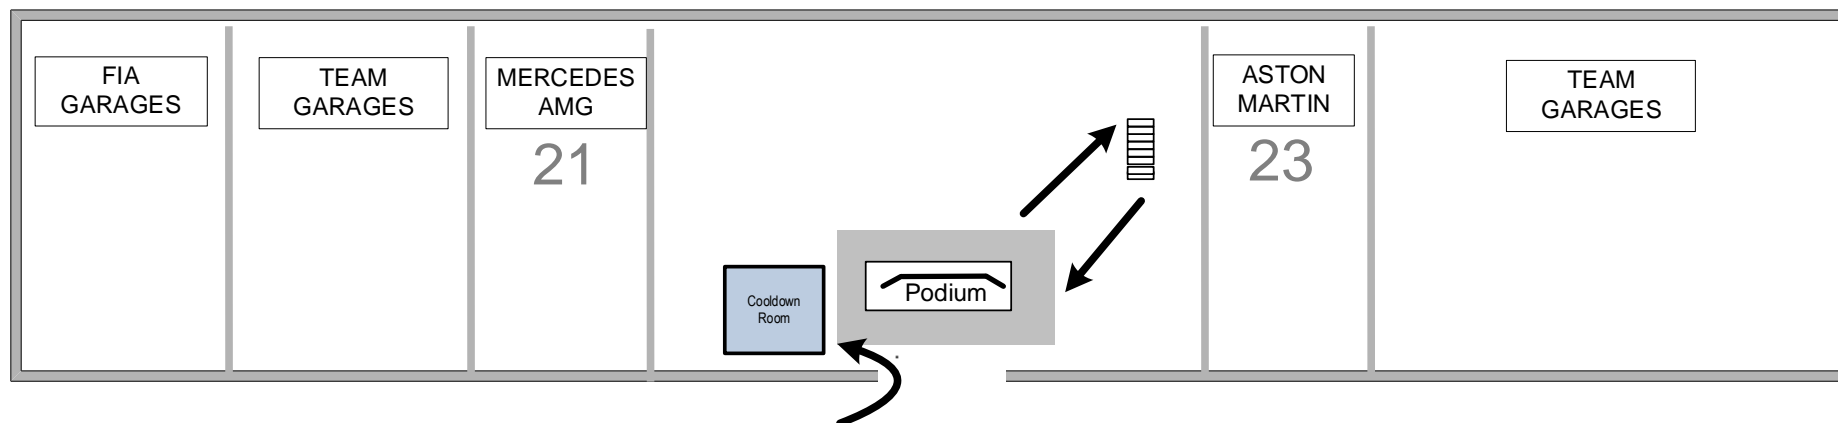 FIA
GARAGES
TEAM
GARAGES
MERCEDES
AMG
21
ASTON
MARTIN
23
TEAM
GARAGES
Cooldown
Room
Podium